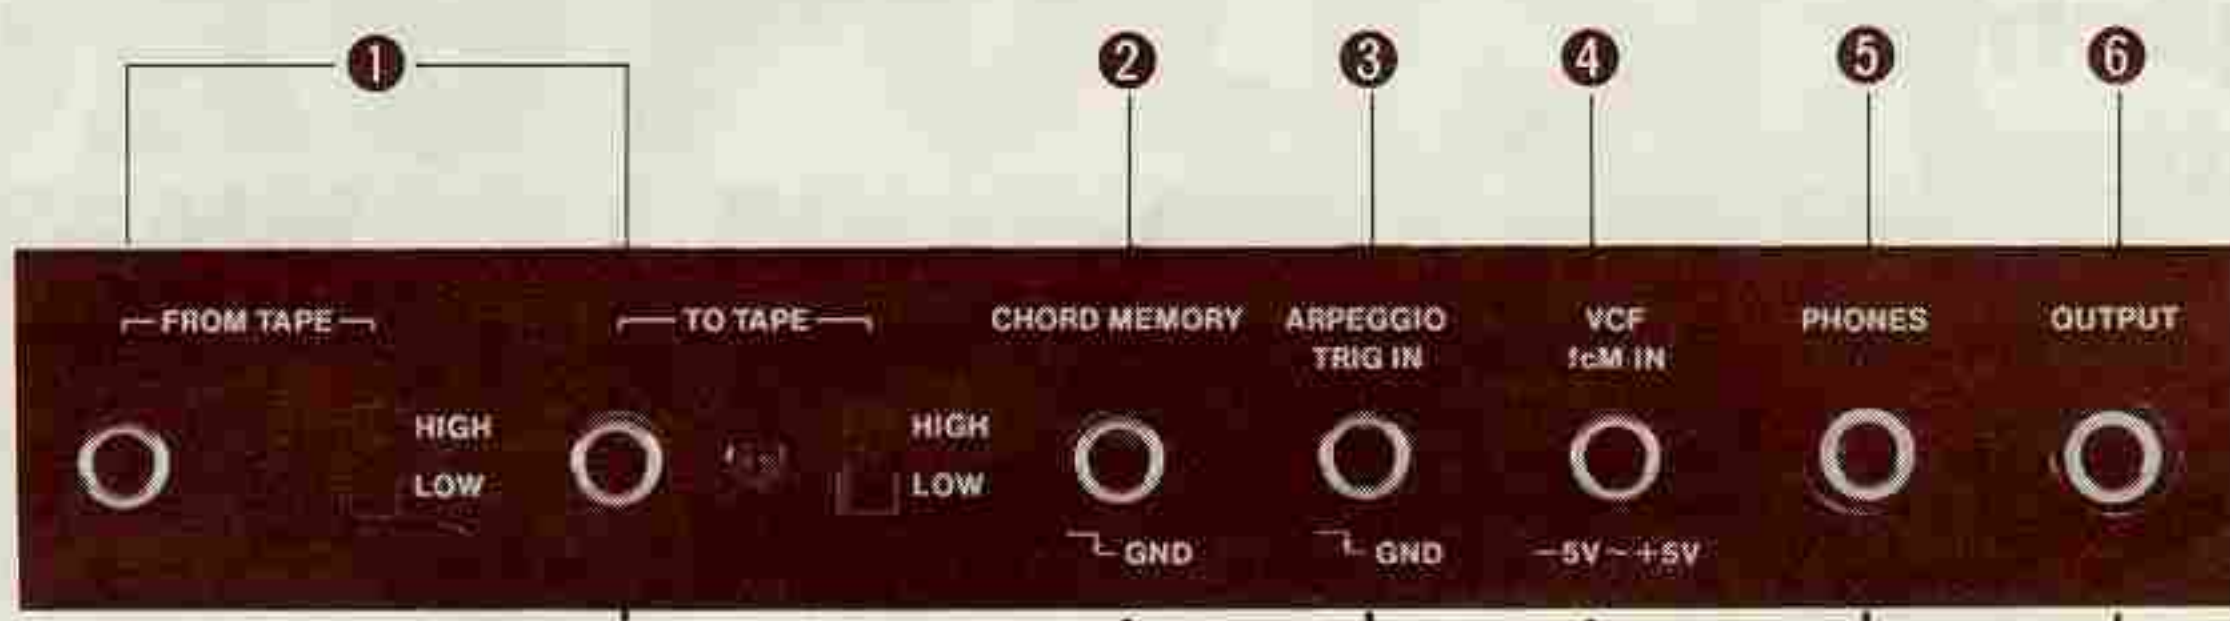 1 2 3 4 5 6
FROM TAPE TO TAPE CHORD MEMORY ARPEGGIO VCF PHONES OUTPUT
TRIG IN fcM IN
HIGH HIGH
LOW LOW
GND GND −5V~+5V